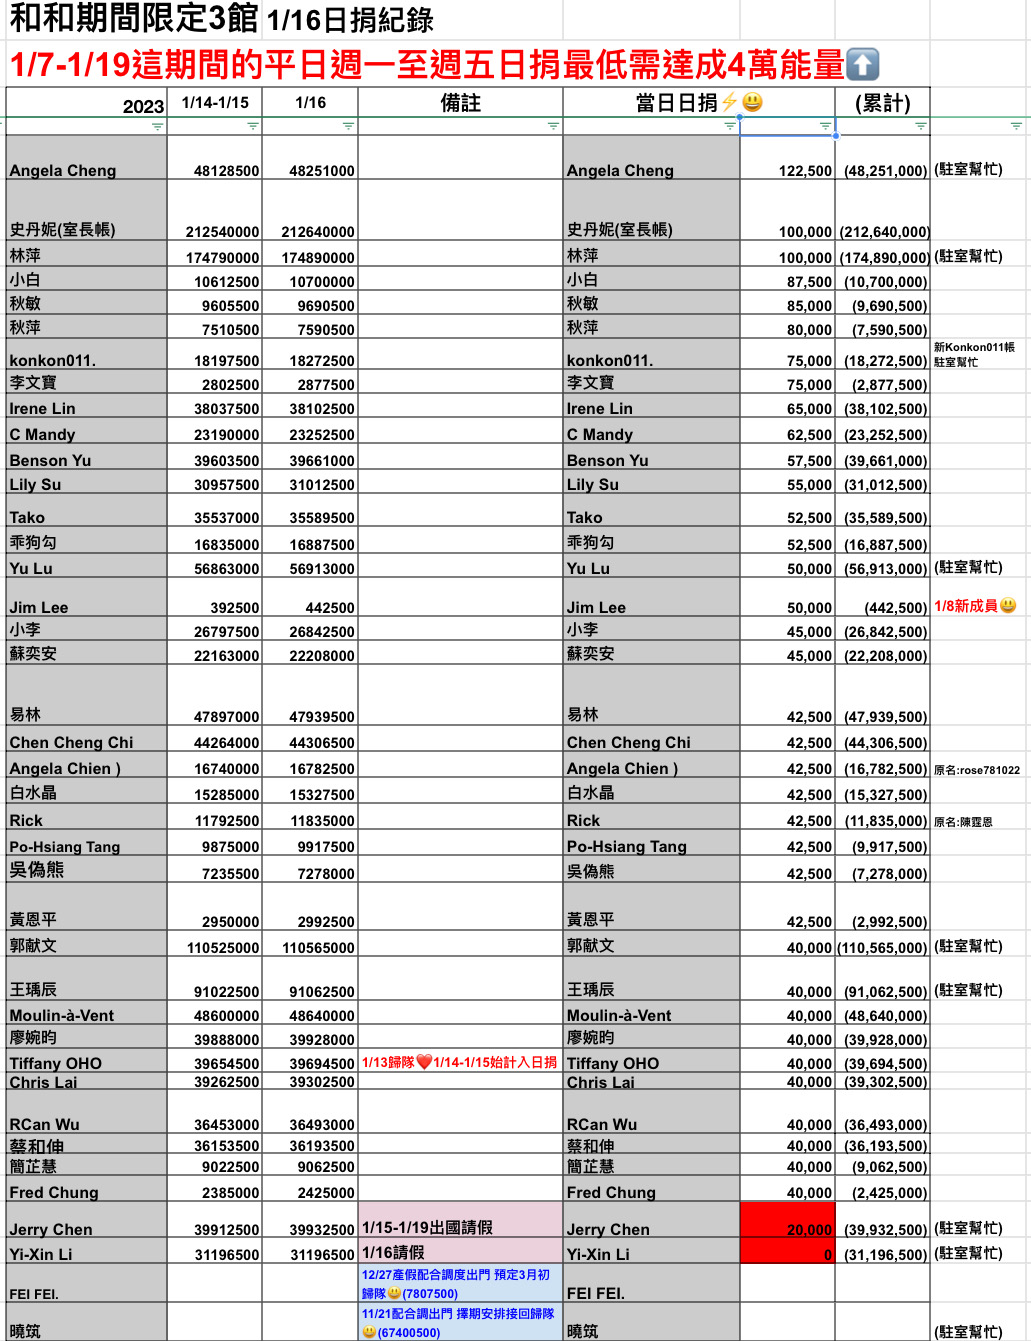 和和期間限定3館 1/16日捐紀錄
1/7-1/19這期間的平日週一至週五日捐最低需達成4萬能量⬆️
2023 1/14-1/15 1/16 備註 當日日捐⚡😃 (累計)
Angela Cheng 48128500 48251000 Angela Cheng 122,500 (48,251,000) (駐室幫忙)
史丹妮(室長帳) 212540000 212640000 史丹妮(室長帳) 100,000 (212,640,000)
林萍 174790000 174890000 林萍 100,000 (174,890,000) (駐室幫忙)
小白 10612500 10700000 小白 87,500 (10,700,000)
秋敏 9605500 9690500 秋敏 85,000 (9,690,500)
秋萍 7510500 7590500 秋萍 80,000 (7,590,500)
新Konkon011帳
konkon011. 18197500 18272500 konkon011. 75,000 (18,272,500) 駐室幫忙
李文寶 2802500 2877500 李文寶 75,000 (2,877,500)
Irene Lin 38037500 38102500 Irene Lin 65,000 (38,102,500)
C Mandy 23190000 23252500 C Mandy 62,500 (23,252,500)
Benson Yu 39603500 39661000 Benson Yu 57,500 (39,661,000)
Lily Su 30957500 31012500 Lily Su 55,000 (31,012,500)
Tako 35537000 35589500 Tako 52,500 (35,589,500)
乖狗勾 16835000 16887500 乖狗勾 52,500 (16,887,500)
Yu Lu 56863000 56913000 Yu Lu 50,000 (56,913,000) (駐室幫忙)
Jim Lee 392500 442500 Jim Lee 50,000 (442,500) 1/8新成員😃
小李 26797500 26842500 小李 45,000 (26,842,500)
蘇奕安 22163000 22208000 蘇奕安 45,000 (22,208,000)
易林 47897000 47939500 易林 42,500 (47,939,500)
Chen Cheng Chi 44264000 44306500 Chen Cheng Chi 42,500 (44,306,500)
Angela Chien ) 16740000 16782500 Angela Chien ) 42,500 (16,782,500) 原名:rose781022
白水晶 15285000 15327500 白水晶 42,500 (15,327,500)
Rick 11792500 11835000 Rick 42,500 (11,835,000) 原名:陳霆恩
Po-Hsiang Tang 9875000 9917500 Po-Hsiang Tang 42,500 (9,917,500)
吳偽熊 7235500 7278000 吳偽熊 42,500 (7,278,000)
黃恩平 2950000 2992500 黃恩平 42,500 (2,992,500)
郭献文 110525000 110565000 郭献文 40,000 (110,565,000) (駐室幫忙)
王瑀辰 91022500 91062500 王瑀辰 40,000 (91,062,500) (駐室幫忙)
Moulin-à-Vent 48600000 48640000 Moulin-à-Vent 40,000 (48,640,000)
廖婉昀 39888000 39928000 廖婉昀 40,000 (39,928,000)
Tiffany OHO 39654500 39694500 1/13歸隊❤️1/14-1/15始計入日捐 Tiffany OHO 40,000 (39,694,500)
Chris Lai 39262500 39302500 Chris Lai 40,000 (39,302,500)
RCan Wu 36453000 36493000 RCan Wu 40,000 (36,493,000)
蔡和伸 36153500 36193500 蔡和伸 40,000 (36,193,500)
簡芷慧 9022500 9062500 簡芷慧 40,000 (9,062,500)
Fred Chung 2385000 2425000 Fred Chung 40,000 (2,425,000)
Jerry Chen 39912500 39932500 1/15-1/19出國請假 Jerry Chen 20,000 (39,932,500) (駐室幫忙)
Yi-Xin Li 31196500 31196500 1/16請假 Yi-Xin Li 0 (31,196,500) (駐室幫忙)
12/27產假配合調度出門 預定3月初
FEI FEI. 歸隊😃(7807500) FEI FEI.
11/21配合調出門 擇期安排接回歸隊
曉筑 😃(67400500) 曉筑 (駐室幫忙)